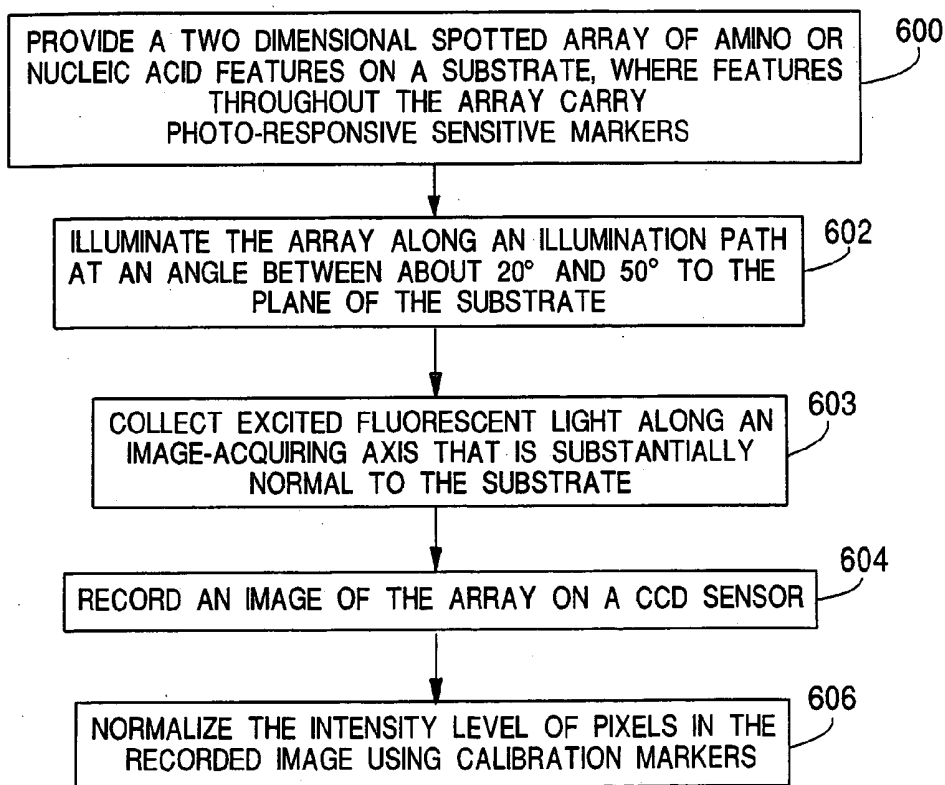 PROVIDE A TWO DIMENSIONAL SPOTTED ARRAY OF AMINO OR
NUCLEIC ACID FEATURES ON A SUBSTRATE, WHERE FEATURES
THROUGHOUT THE ARRAY CARRY
PHOTO-RESPONSIVE SENSITIVE MARKERS
600
ILLUMINATE THE ARRAY ALONG AN ILLUMINATION PATH
AT AN ANGLE BETWEEN ABOUT 20° AND 50° TO THE
PLANE OF THE SUBSTRATE
602
COLLECT EXCITED FLUORESCENT LIGHT ALONG AN
IMAGE-ACQUIRING AXIS THAT IS SUBSTANTIALLY
NORMAL TO THE SUBSTRATE
603
RECORD AN IMAGE OF THE ARRAY ON A CCD SENSOR
604
NORMALIZE THE INTENSITY LEVEL OF PIXELS IN THE
RECORDED IMAGE USING CALIBRATION MARKERS
606